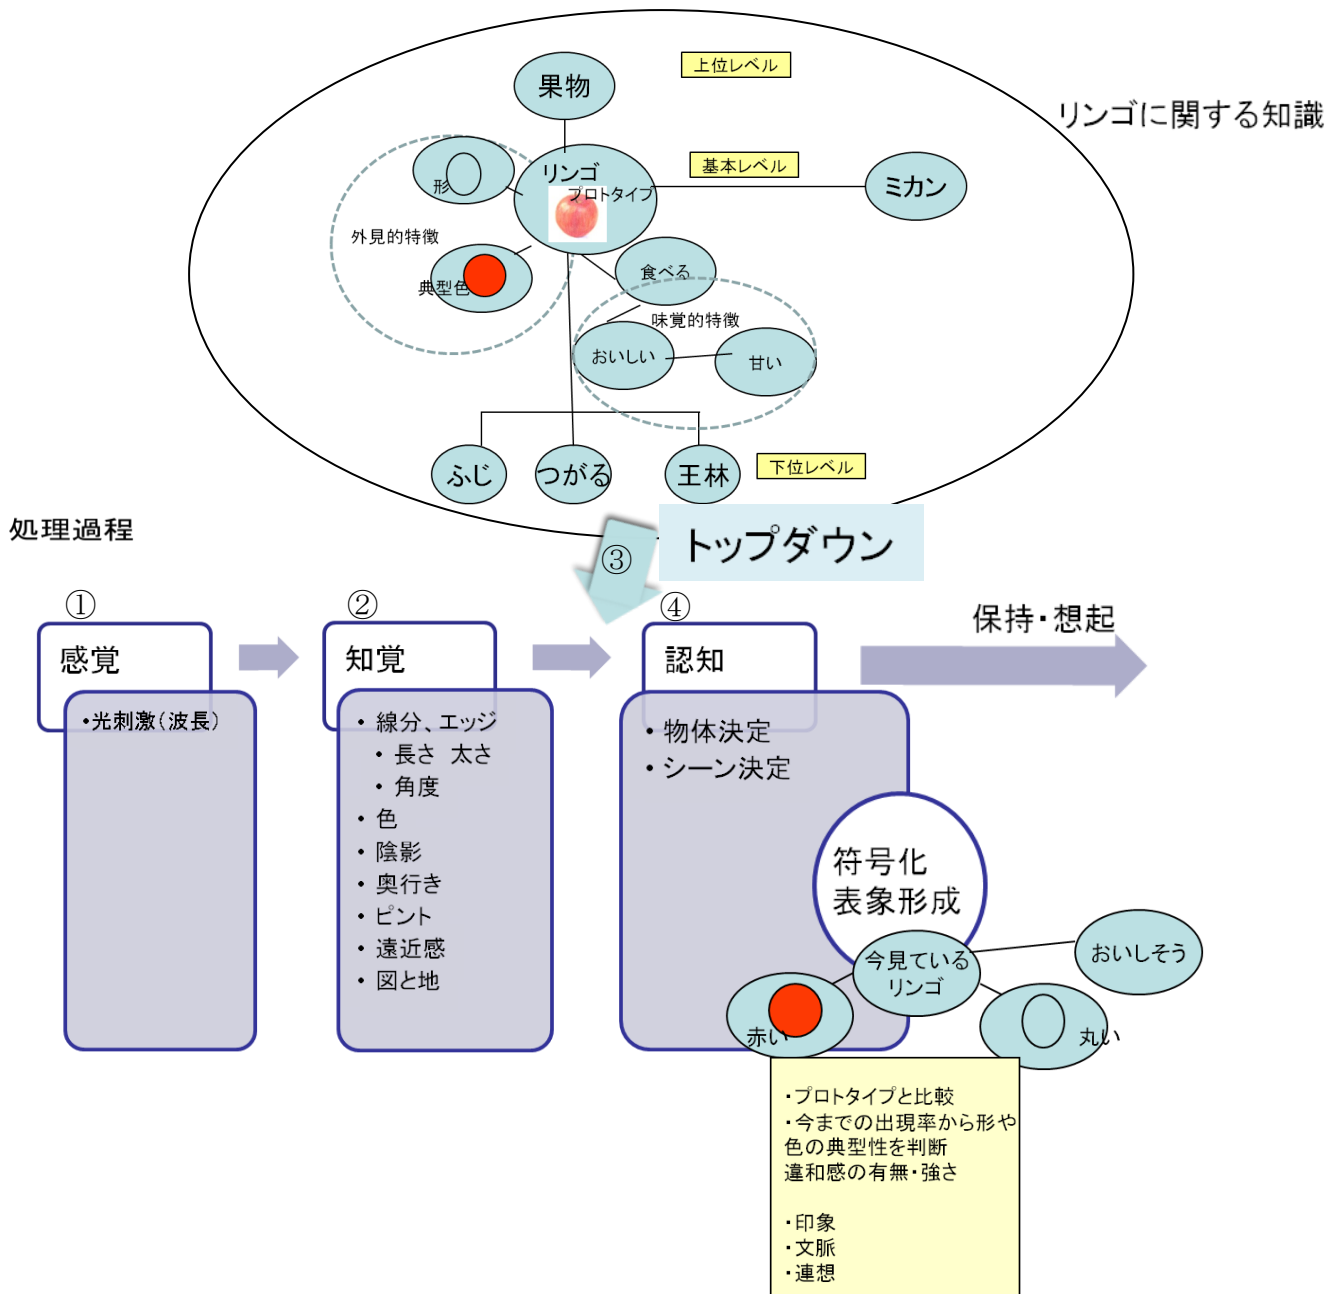 上位レベル
果物
リンゴに関する知識
リンゴ
プロトタイプ
基本レベル
ミカン
形
外見的特徴
典型色
食べる
味覚的特徴
おいしい
甘い
ふじ
つがる
王林
下位レベル
処理過程
③
トップダウン
①
感覚
・光刺激(波長)
②
知覚
・線分、エッジ
・長さ 太さ
・角度
・色
・陰影
・奥行き
・ピント
・遠近感
・図と地
④
認知
・物体決定
・シーン決定
保持・想起
符号化
表象形成
今見ている
リンゴ
おいしそう
赤い
丸い
・プロトタイプと比較
・今までの出現率から形や
色の典型性を判断
違和感の有無・強さ
・印象
・文脈
・連想